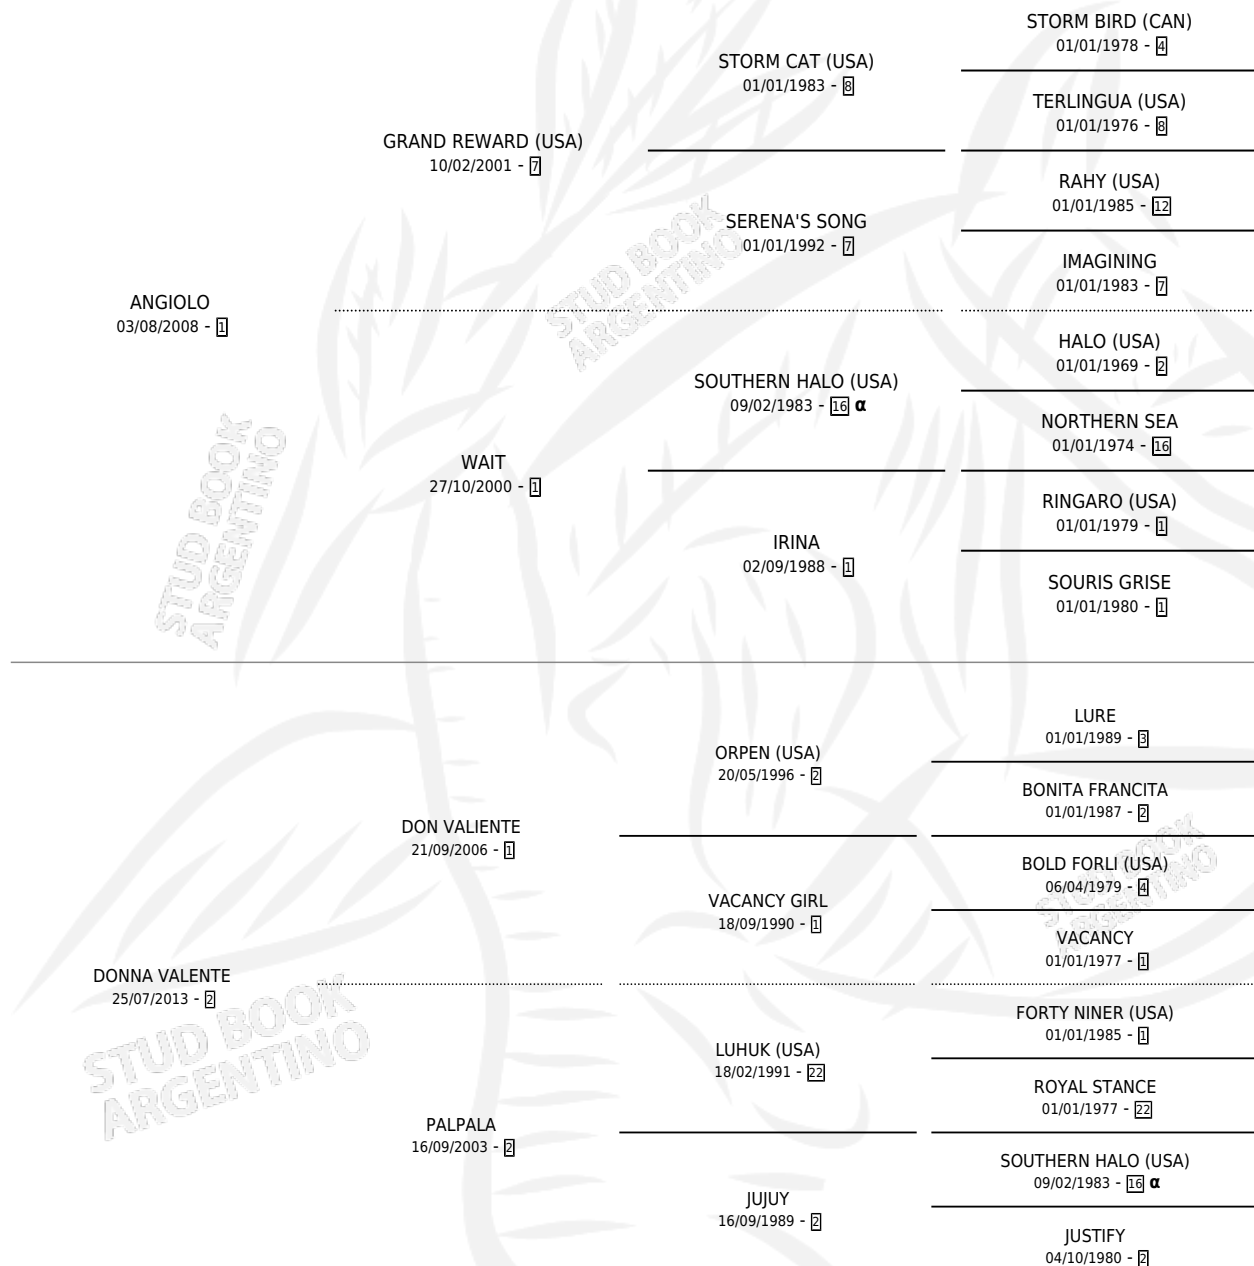 STORM BIRD (CAN)
01/01/1978 - 4
STORM CAT (USA)
01/01/1983 - 8
TERLINGUA (USA)
01/01/1976 - 8
GRAND REWARD (USA)
10/02/2001 - 7
RAHY (USA)
01/01/1985 - 12
SERENA'S SONG
01/01/1992 - 7
IMAGINING
01/01/1983 - 7
ANGIOLO
03/08/2008 - 1
HALO (USA)
01/01/1969 - 2
SOUTHERN HALO (USA)
09/02/1983 - 16 α
NORTHERN SEA
01/01/1974 - 16
WAIT
27/10/2000 - 1
RINGARO (USA)
01/01/1979 - 1
IRINA
02/09/1988 - 1
SOURIS GRISE
01/01/1980 - 1
STUD BOOK
ARGENTINO
STUD BOOK
ARGENTINO
LURE
01/01/1989 - 3
ORPEN (USA)
20/05/1996 - 2
BONITA FRANCITA
01/01/1987 - 2
DON VALIENTE
21/09/2006 - 1
BOLD FORLI (USA)
06/04/1979 - 4
VACANCY GIRL
18/09/1990 - 1
VACANCY
01/01/1977 - 1
STUD BOOK
ARGENTINO
DONNA VALENTE
25/07/2013 - 2
FORTY NINER (USA)
01/01/1985 - 1
LUHUK (USA)
18/02/1991 - 22
ROYAL STANCE
01/01/1977 - 22
STUD BOOK
ARGENTINO
PALPALA
16/09/2003 - 2
SOUTHERN HALO (USA)
09/02/1983 - 16 α
JUJUY
16/09/1989 - 2
JUSTIFY
04/10/1980 - 2